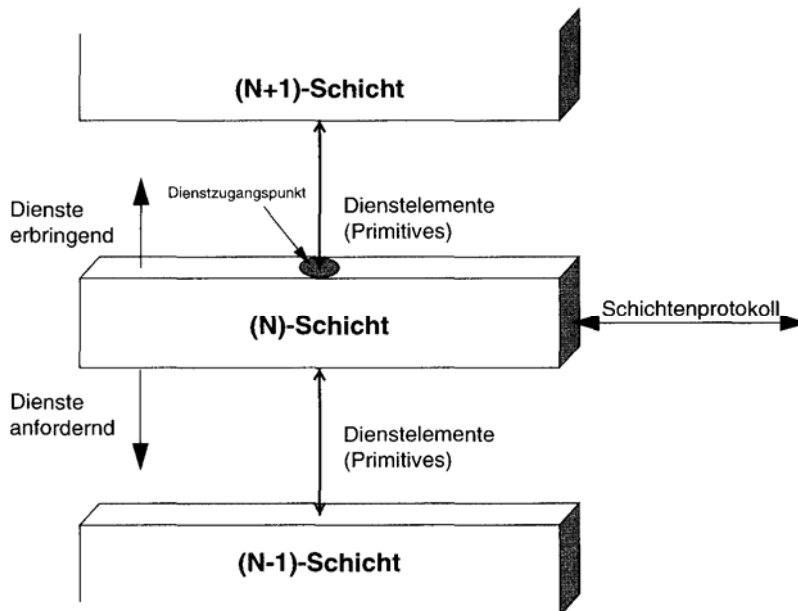 (N+1)-Schicht
Dienstzugangspunkt
Dienste
erbringend
Dienstelemente
(Primitives)
(N)-Schicht
Schichtenprotokoll
Dienste
anfordernd
Dienstelemente
(Primitives)
(N-1)-Schicht